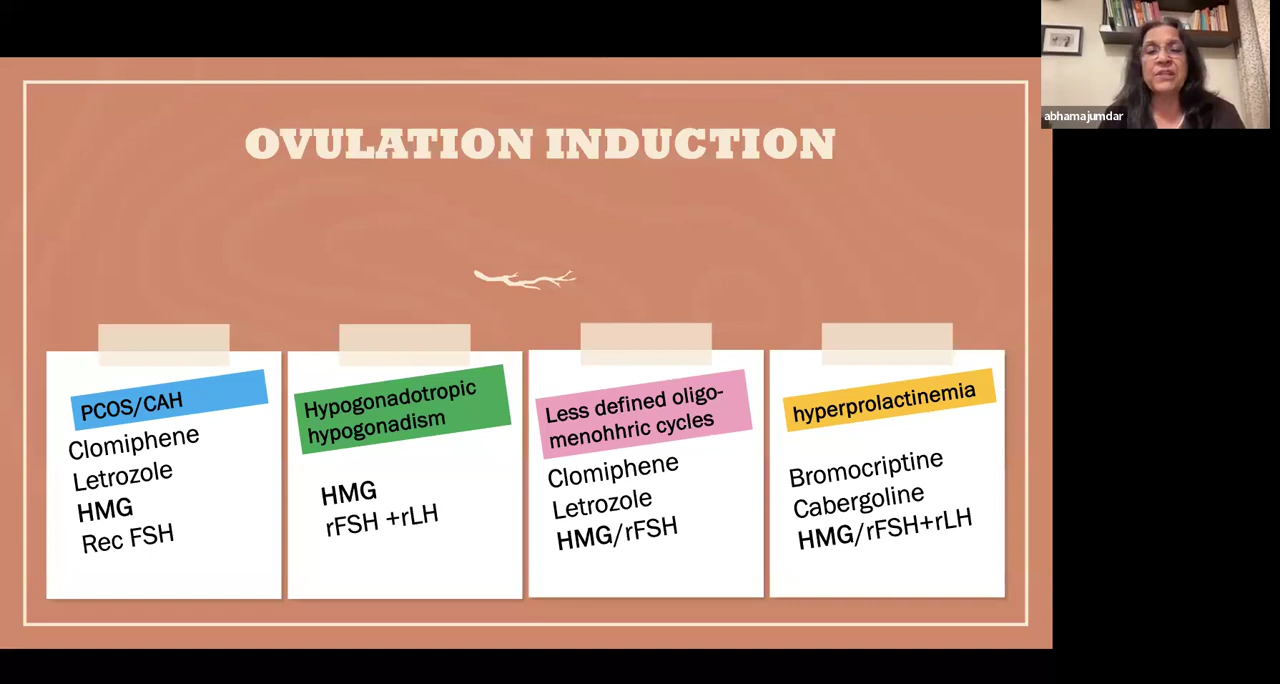 abhamajumdar
OVULATION INDUCTION
PCOS/CAH
Clomiphene
Letrozole
HMG
Rec FSH
Hypogonadotropic
hypogonadism
HMG
rFSH +rLH
Less defined oligo-
menohhric cycles
Clomiphene
Letrozole
HMG/rFSH
hyperprolactinemia
Bromocriptine
Cabergoline
HMG/rFSH+rLH